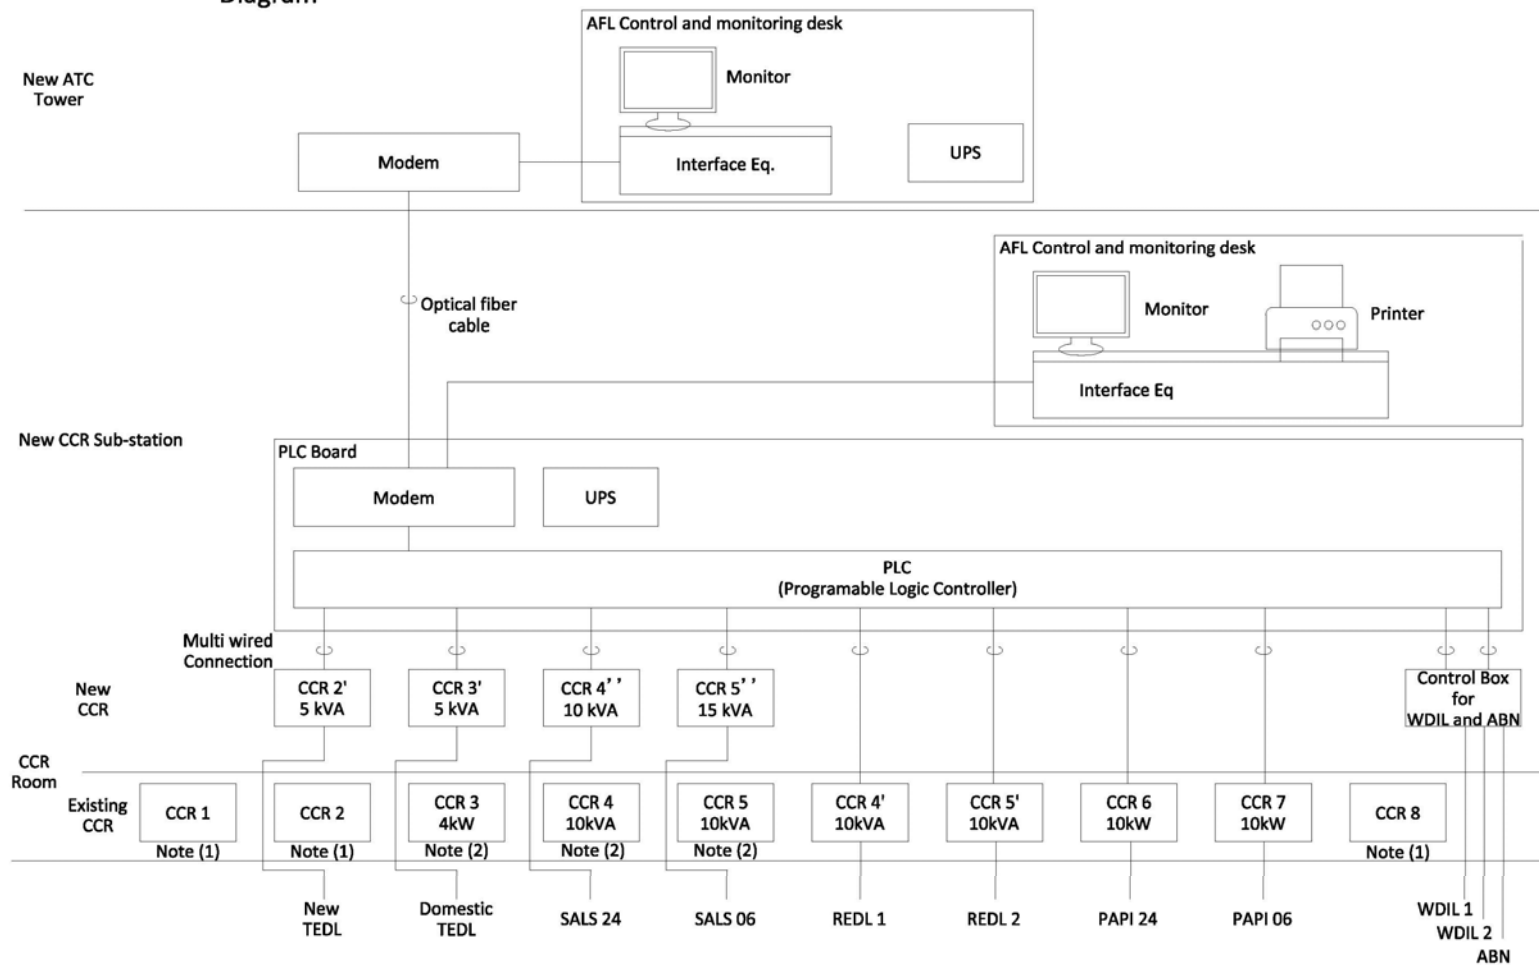 Diagram
AFL Control and monitoring desk
New ATC
Tower
Monitor
UPS
Modem
Interface Eq.
AFL Control and monitoring desk
Optical fiber
cable
Monitor
Printer
Interface Eq
New CCR Sub-station
PLC Board
Modem
UPS
PLC
(Programable Logic Controller)
Multi wired
Connection
New
CCR
CCR 2'
5 kVA
CCR 3'
5 kVA
CCR 4’’
10 kVA
CCR 5’’
15 kVA
Control Box
for
WDIL and ABN
CCR
Room
Existing
CCR
CCR 1
CCR 2
CCR 3
4kW
CCR 4
10kVA
CCR 5
10kVA
CCR 4'
10kVA
CCR 5'
10kVA
CCR 6
10kW
CCR 7
10kW
CCR 8
Note (1)
Note (1)
Note (2)
Note (2)
Note (2)
Note (1)
New
TEDL
Domestic
TEDL
SALS 24
SALS 06
REDL 1
REDL 2
PAPI 24
PAPI 06
WDIL 1
WDIL 2
ABN